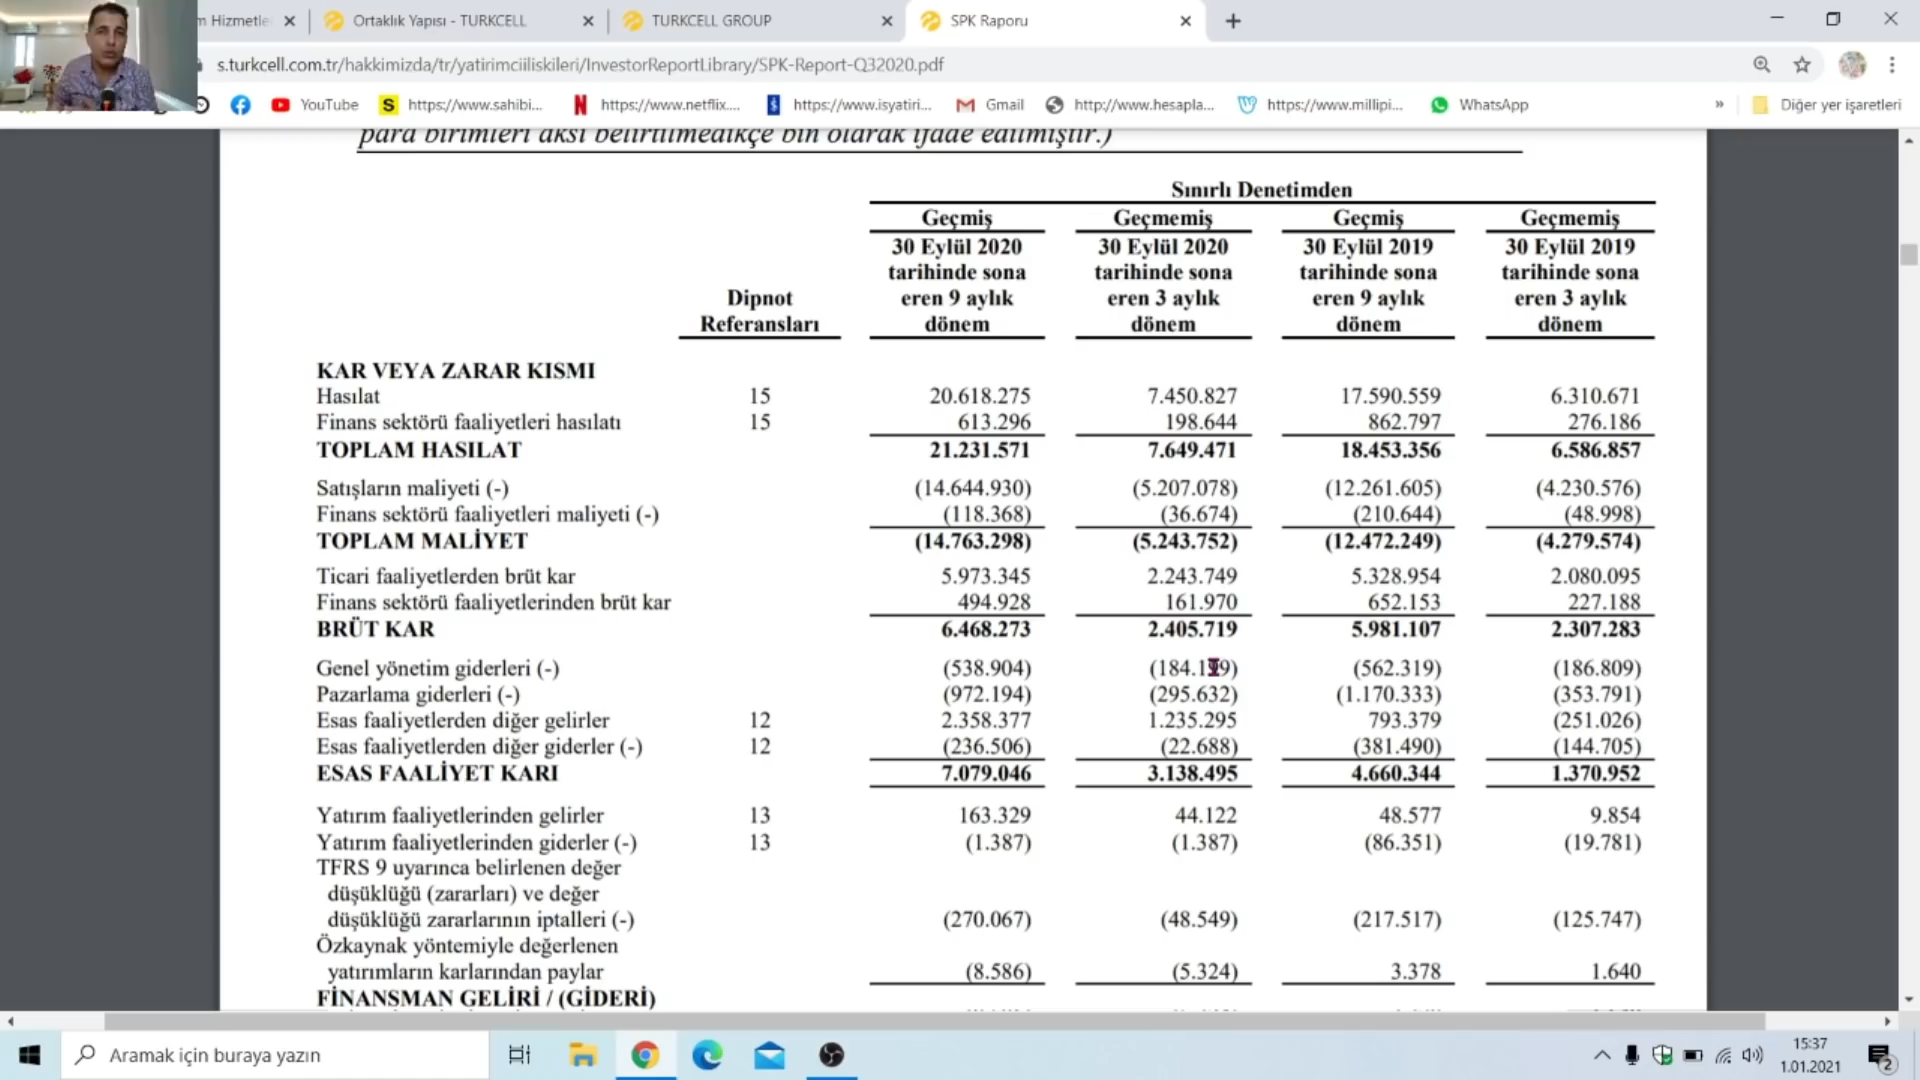 m Hizmetle
Ortaklık Yapısı - TURKCELL
TURKCELL GROUP
SPK Raporu
s.turkcell.com.tr/hakkimizda/tr/yatirimciiliskileri/InvestorReportLibrary/SPK-Report-Q32020.pdf
YouTube S https://www.sahibi... N https://www.netflix.... https://www.isyatiri... Gmail http://www.hesapla... https://www.millipi... WhatsApp » Diğer yer işaretleri
para birimleri aksi belirtilmedikçe bin olarak ifade edilmiştir.)
Sınırlı Denetimden
Geçmiş Geçmemiş Geçmiş Geçmemiş
30 Eylül 2020 30 Eylül 2020 30 Eylül 2019 30 Eylül 2019
tarihinde sona tarihinde sona tarihinde sona tarihinde sona
Dipnot eren 9 aylık eren 3 aylık eren 9 aylık eren 3 aylık
Referansları dönem dönem dönem dönem
KAR VEYA ZARAR KISMI
Hasılat 15 20.618.275 7.450.827 17.590.559 6.310.671
Finans sektörü faaliyetleri hasılatı 15 613.296 198.644 862.797 276.186
TOPLAM HASILAT 21.231.571 7.649.471 18.453.356 6.586.857
Satışların maliyeti (-) (14.644.930) (5.207.078) (12.261.605) (4.230.576)
Finans sektörü faaliyetleri maliyeti (-) (118.368) (36.674) (210.644) (48.998)
TOPLAM MALİYET (14.763.298) (5.243.752) (12.472.249) (4.279.574)
Ticari faaliyetlerden brüt kar 5.973.345 2.243.749 5.328.954 2.080.095
Finans sektörü faaliyetlerinden brüt kar 494.928 161.970 652.153 227.188
BRÜT KAR 6.468.273 2.405.719 5.981.107 2.307.283
Genel yönetim giderleri (-) (538.904) (562.319) (186.809)
Pazarlama giderleri (-) (972.194) (295.632) (1.170.333) (353.791)
Esas faaliyetlerden diğer gelirler 12 2.358.377 1.235.295 793.379 (251.026)
Esas faaliyetlerden diğer giderler (-) 12 (236.506) (22.688) (381.490) (144.705)
ESAS FAALİYET KARI 7.079.046 3.138.495 4.660.344 1.370.952
Yatırım faaliyetlerinden gelirler 13 163.329 44.122 48.577 9.854
Yatırım faaliyetlerinden giderler (-) 13 (1.387) (1.387) (86.351) (19.781)
TFRS 9 uyarınca belirlenen değer
düşüklüğü (zararları) ve değer
düşüklüğü zararlarının iptalleri (-) (270.067) (48.549) (217.517) (125.747)
Özkaynak yöntemiyle değerlenen
yatırımların karlarından paylar (8.586) (5.324) 3.378 1.640
FİNANSMAN GELİRİ / (GİDERİ)
Aramak için buraya yazın
15:37
1.01.2021
2